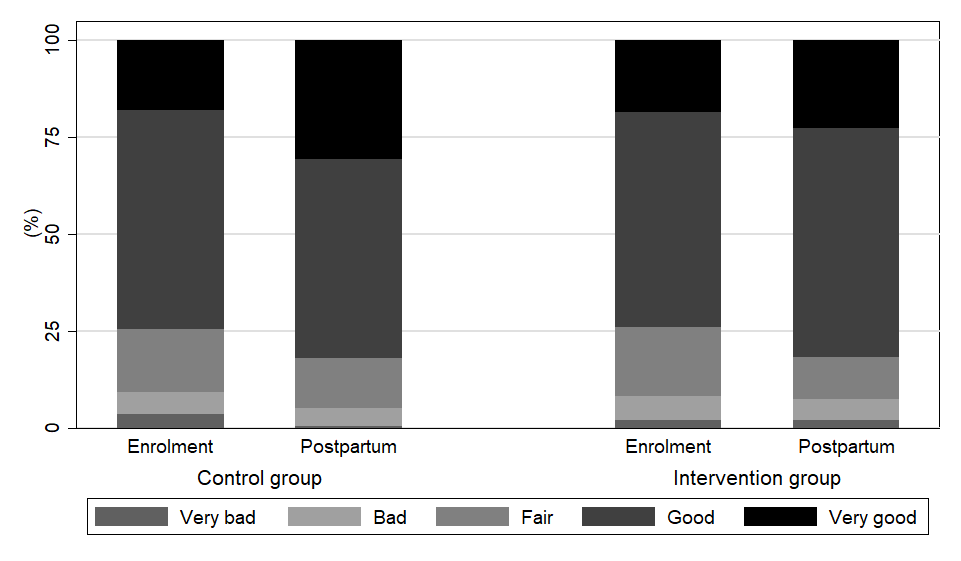 100
75
50
25
0
(%)
Enrolment Postpartum Enrolment Postpartum
Control group Intervention group
Very bad Bad Fair Good Very good